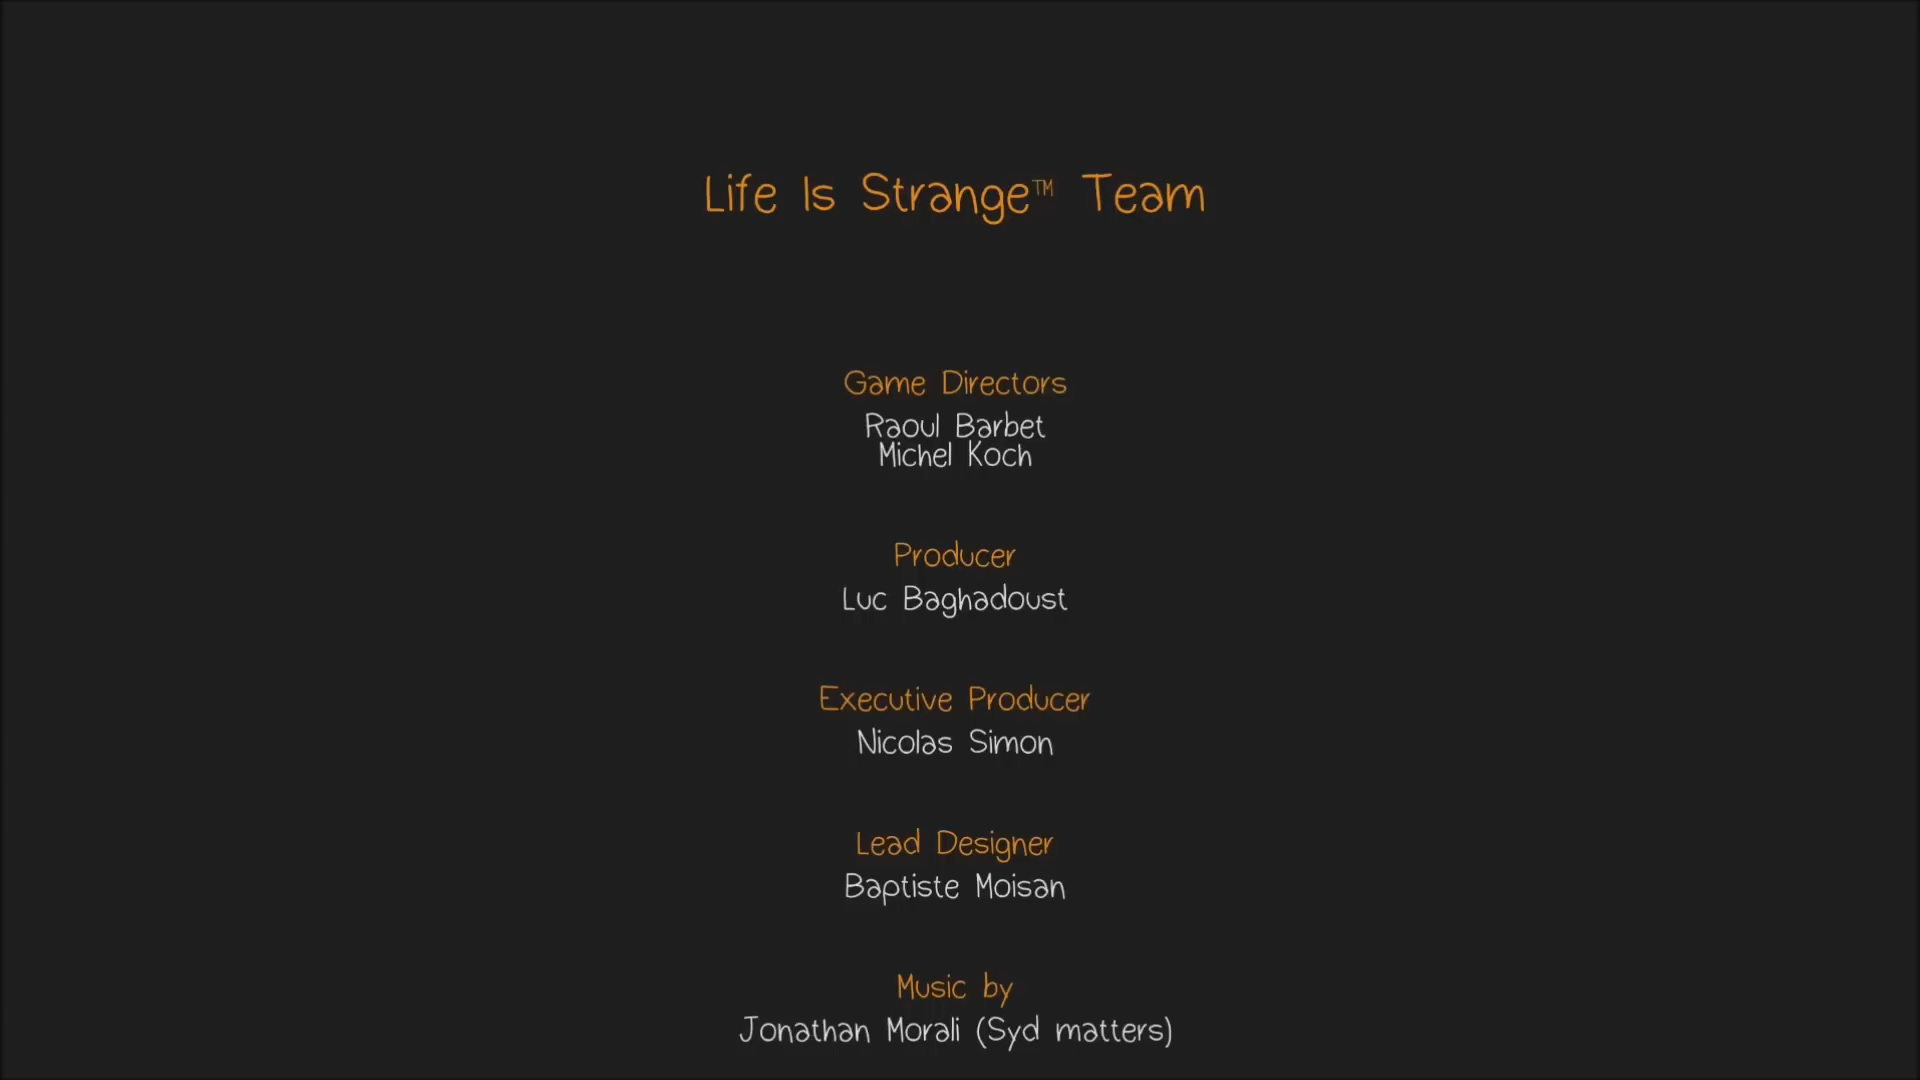 Life Is Strange™ Team
Game Directors
Raoul Barbet
Michel Koch
Producer
Luc Baghadoust
Executive Producer
Nicolas Simon
Lead Designer
Baptiste Moisan
Music by
Jonathan Morali (Syd matters)